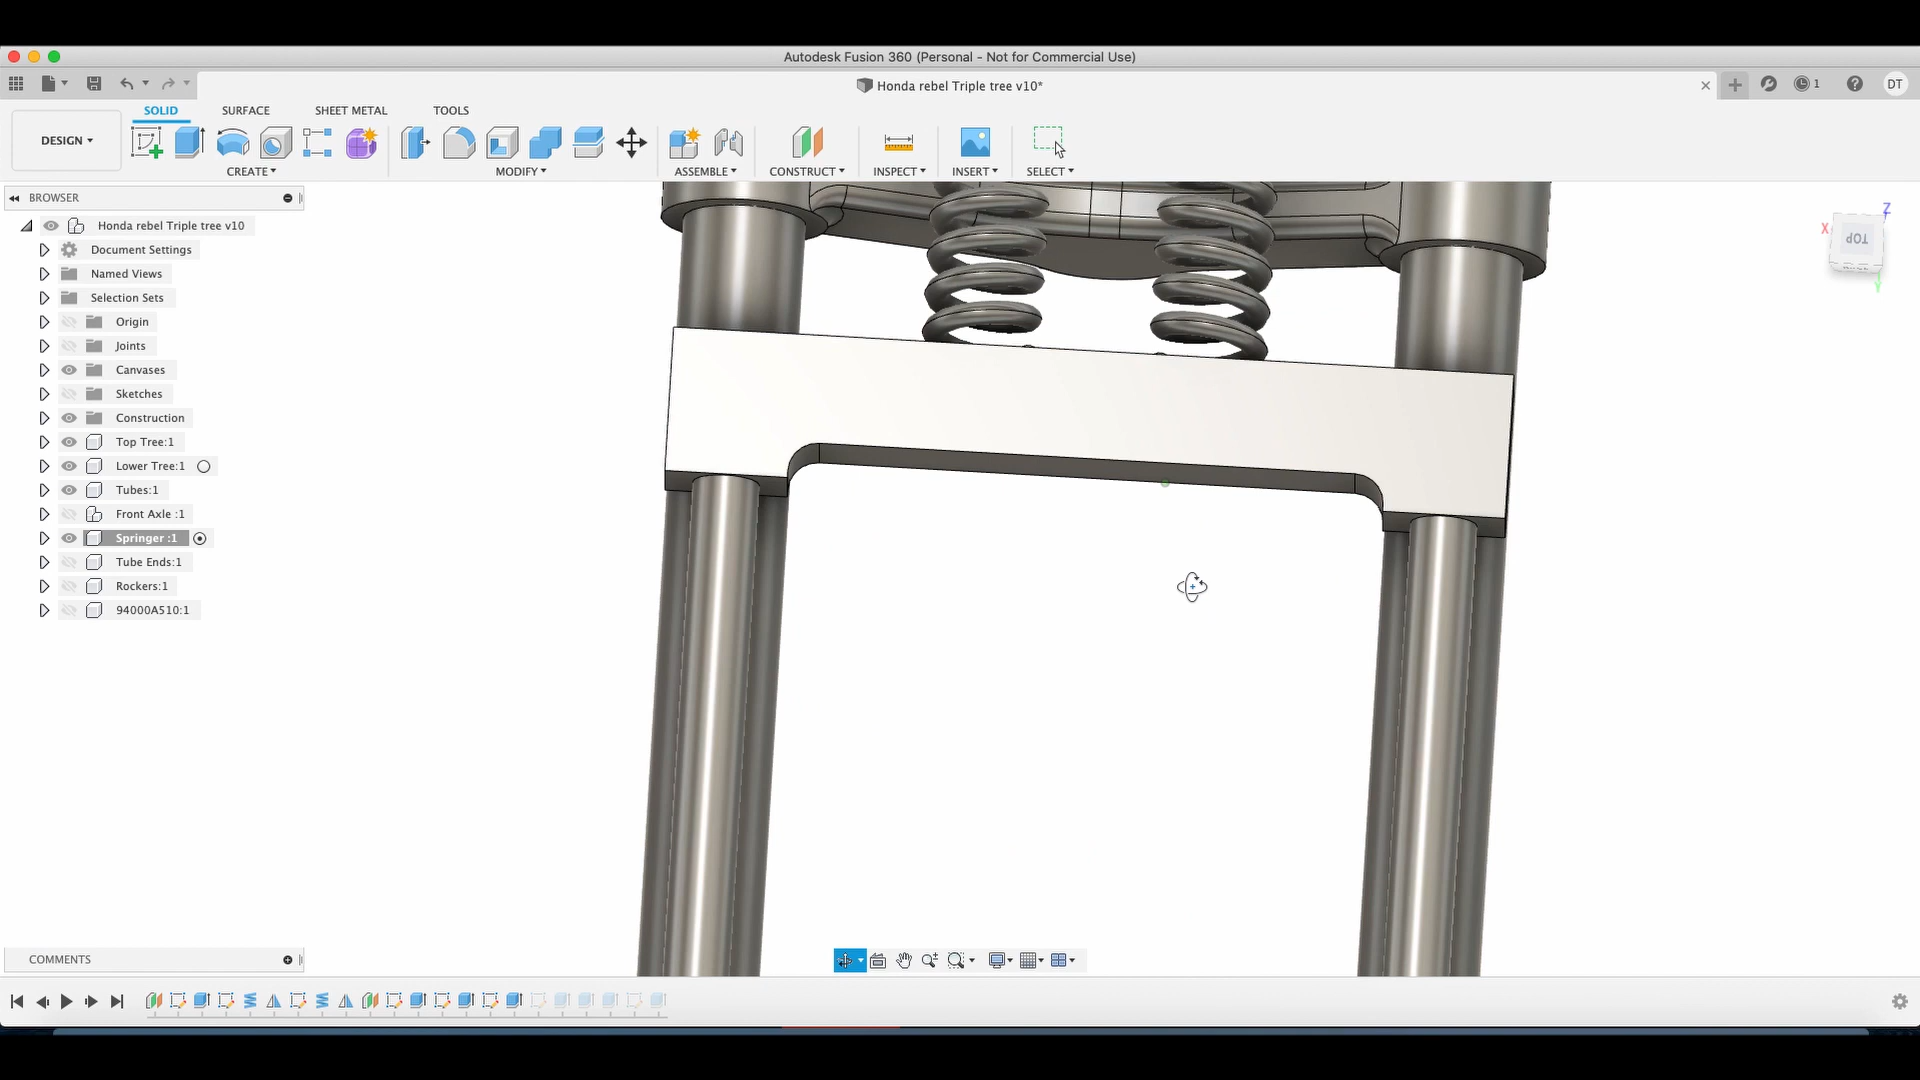 Autodesk Fusion 360 (Personal - Not for Commercial Use)
Honda rebel Triple tree v10*
1
DT
DESIGN
SOLID
SURFACE
SHEET METAL
TOOLS
CREATE
MODIFY
ASSEMBLE
CONSTRUCT
INSPECT
INSERT
SELECT
BROWSER
Honda rebel Triple tree v10
Document Settings
Named Views
Selection Sets
Origin
Joints
Canvases
Sketches
Construction
Top Tree:1
Lower Tree:1
Tubes:1
Front Axle :1
Springer :1
Tube Ends:1
Rockers:1
94000A510:1
Z
X
TOP
Y
COMMENTS